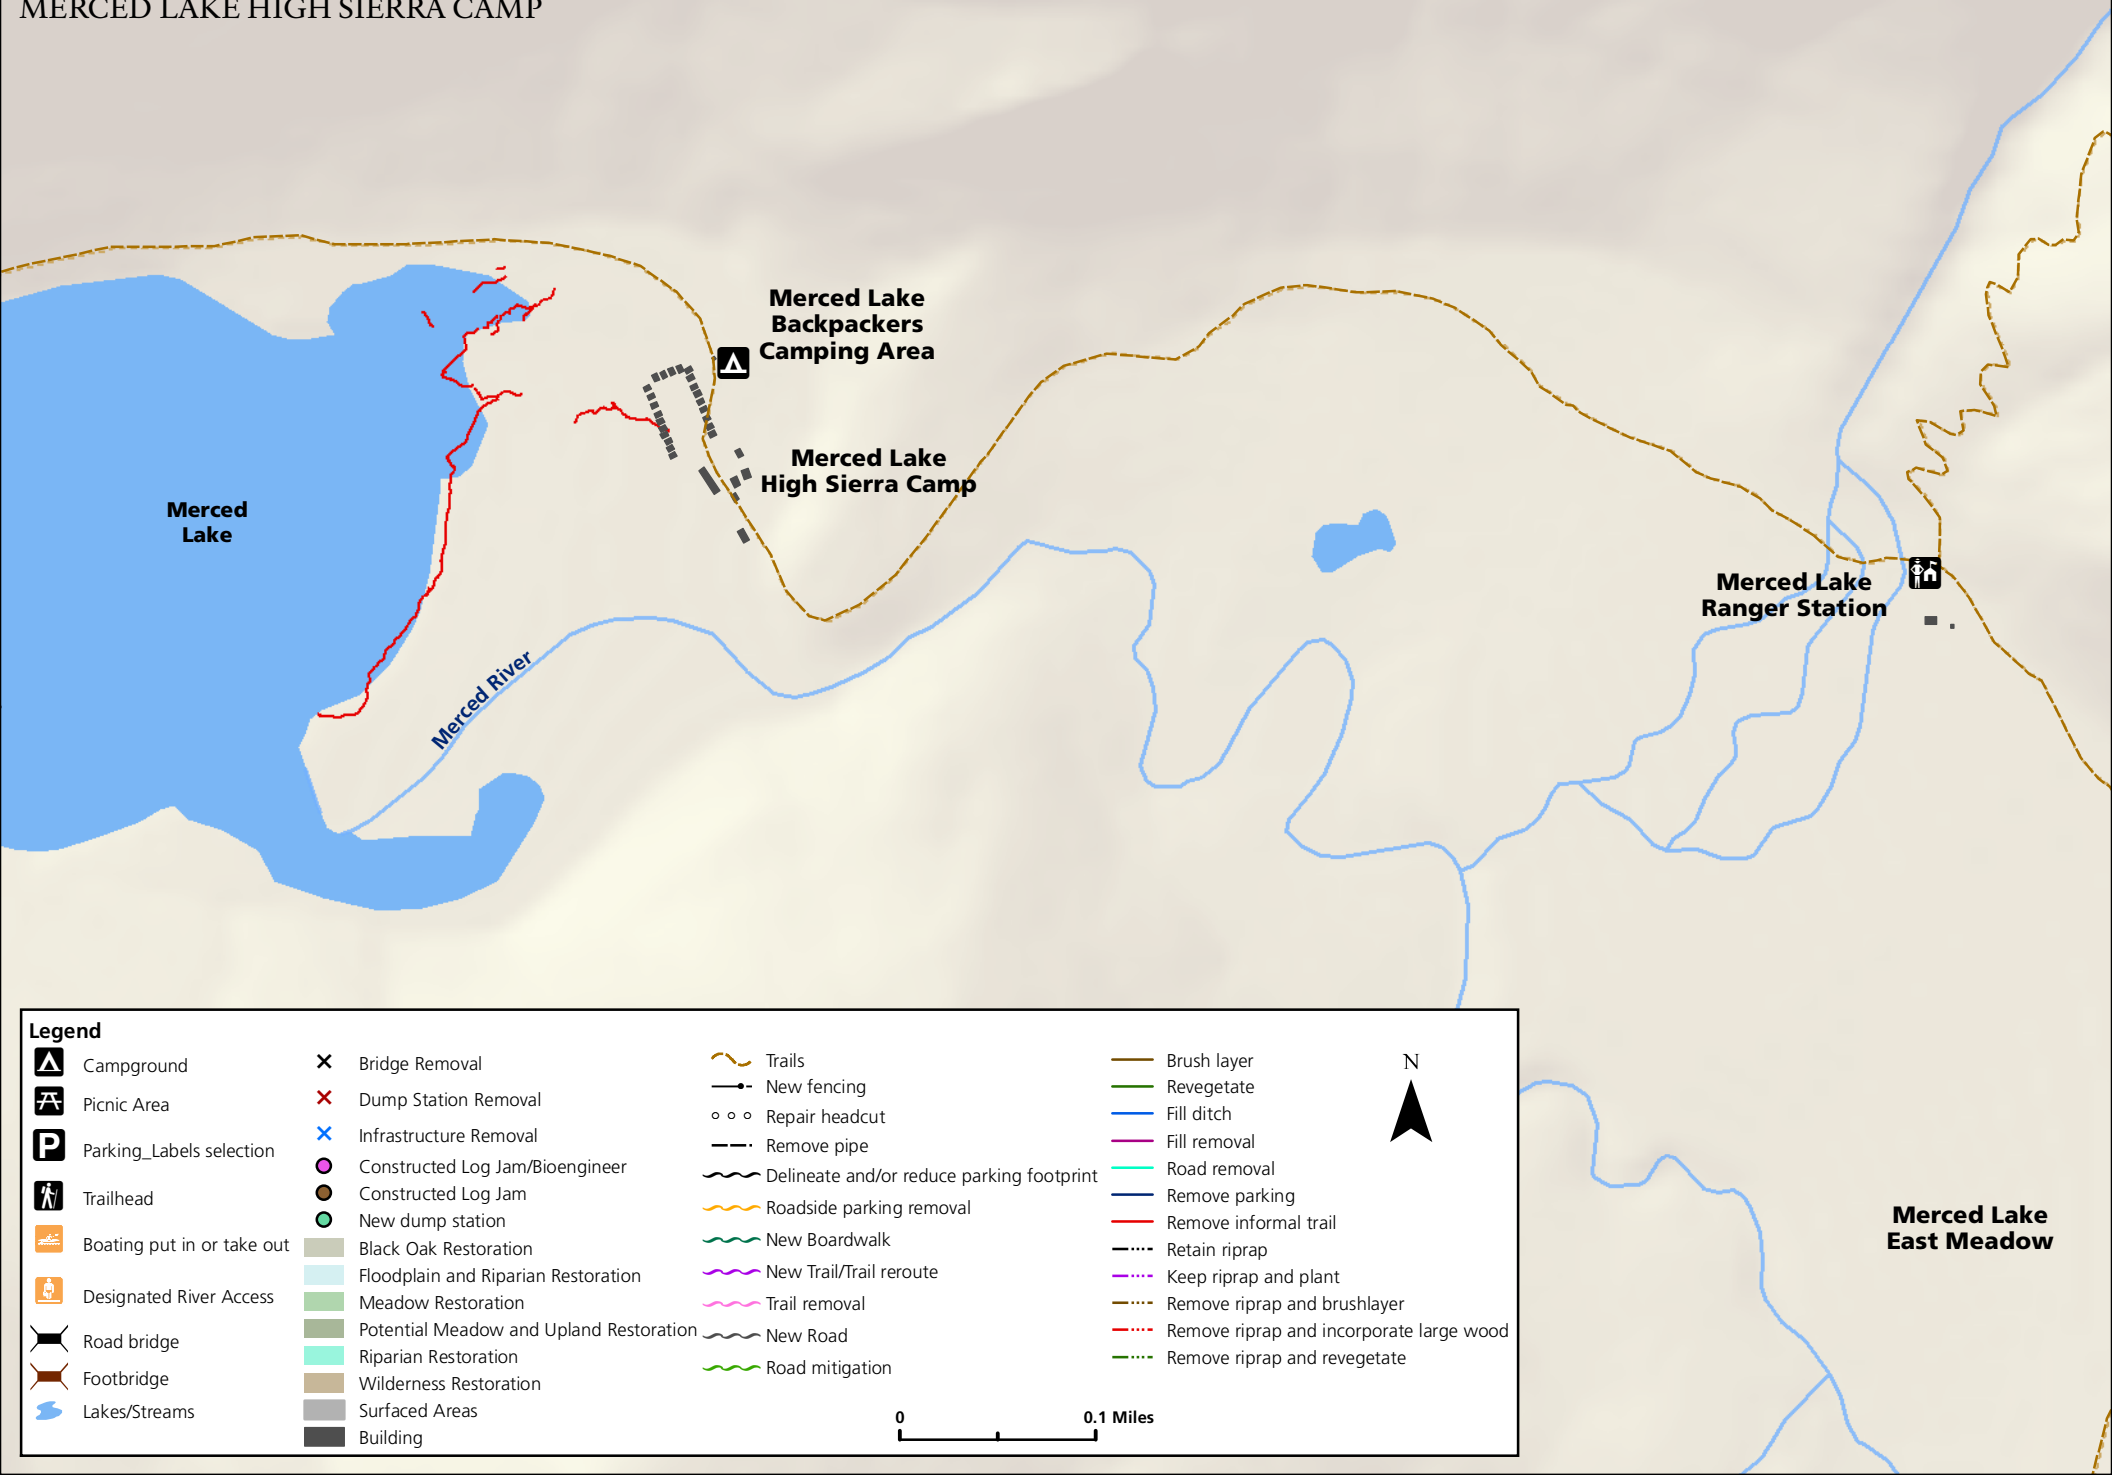 MERCED LAKE HIGH SIERRA CAMP
Merced Lake
Backpackers
Camping Area
Merced Lake
High Sierra Camp
Merced
Lake
Merced River
Merced Lake
Ranger Station
Merced Lake
East Meadow
Legend
Campground
Picnic Area
P
Parking_Labels selection
Trailhead
Boating put in or take out
Designated River Access
Road bridge
Footbridge
Lakes/Streams
Bridge Removal
Dump Station Removal
Infrastructure Removal
Constructed Log Jam/Bioengineer
Constructed Log Jam
New dump station
Black Oak Restoration
Floodplain and Riparian Restoration
Meadow Restoration
Potential Meadow and Upland Restoration
Riparian Restoration
Wilderness Restoration
Surfaced Areas
Building
Trails
New fencing
Repair headcut
Remove pipe
Delineate and/or reduce parking footprint
Roadside parking removal
New Boardwalk
New Trail/Trail reroute
Trail removal
New Road
Road mitigation
Brush layer
Revegetate
Fill ditch
Fill removal
Road removal
Remove parking
Remove informal trail
Retain riprap
Keep riprap and plant
Remove riprap and brushlayer
Remove riprap and incorporate large wood
Remove riprap and revegetate
N
0 0.1 Miles